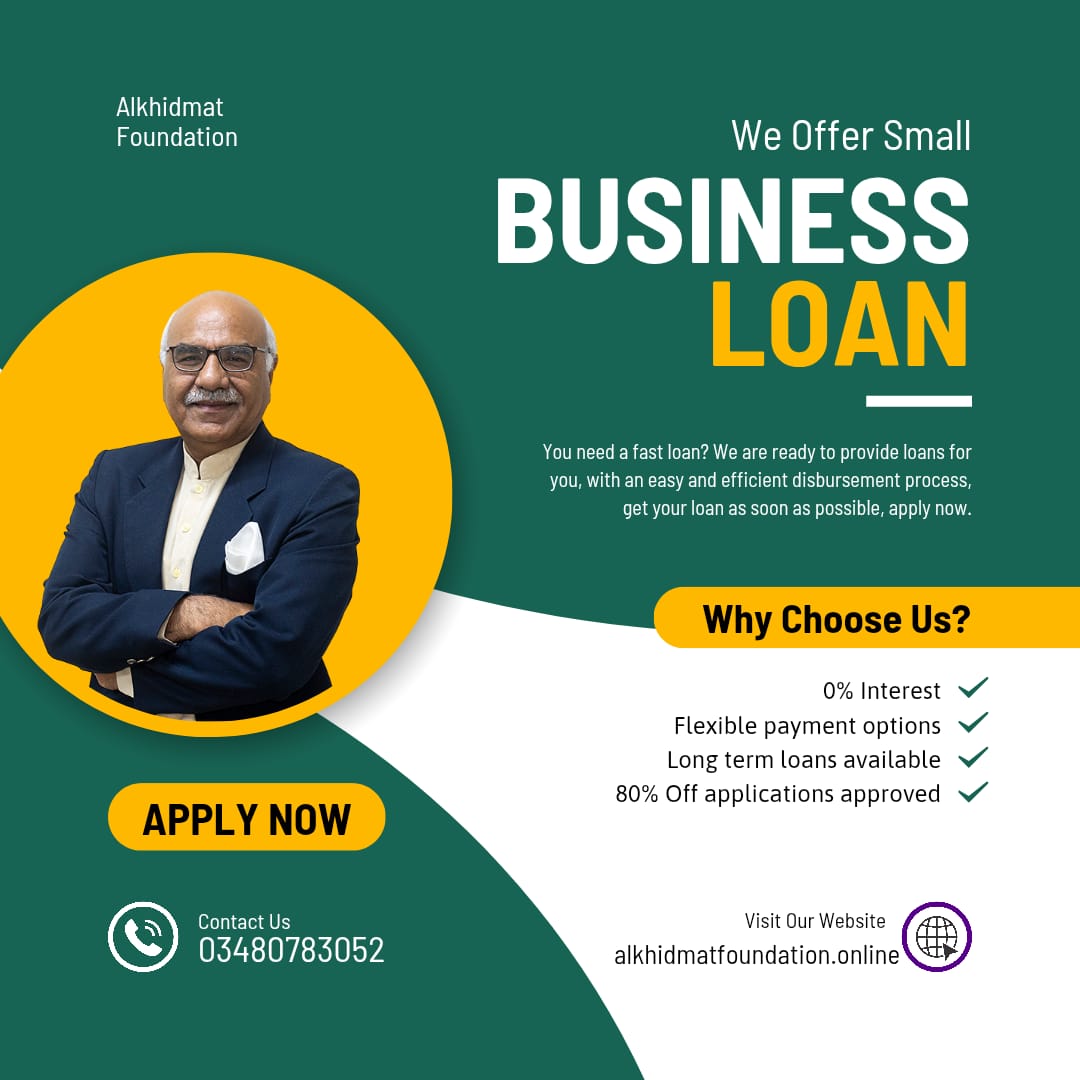 Alkhidmat
Foundation
We Offer Small
BUSINESS
LOAN
You need a fast loan? We are ready to provide loans for
you, with an easy and efficient disbursement process,
get your loan as soon as possible, apply now.
Why Choose Us?
0% Interest
Flexible payment options
Long term loans available
80% Off applications approved
APPLY NOW
Contact Us
03480783052
Visit Our Website
alkhidmatfoundation.online